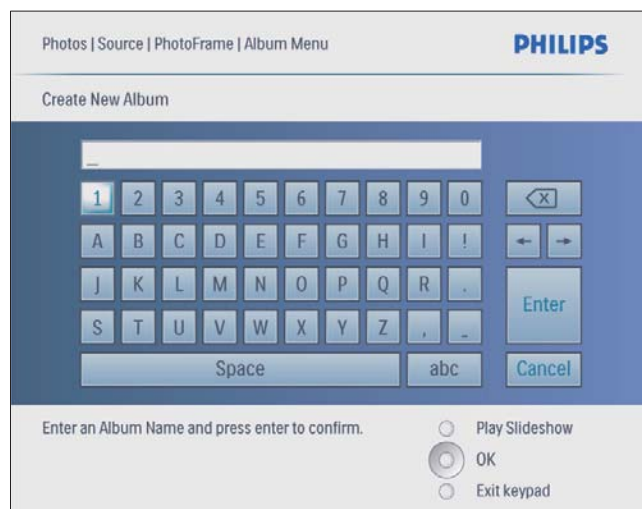 Photos | Source | PhotoFrame | Album Menu
PHILIPS
Create New Album
_
1 2 3 4 5 6 7 8 9 0
A B C D E F G H I !
J K L M N O P Q R .
Enter
S T U V W X Y Z , _
Space abc Cancel
Enter an Album Name and press enter to confirm.
Play Slideshow
OK
Exit keypad